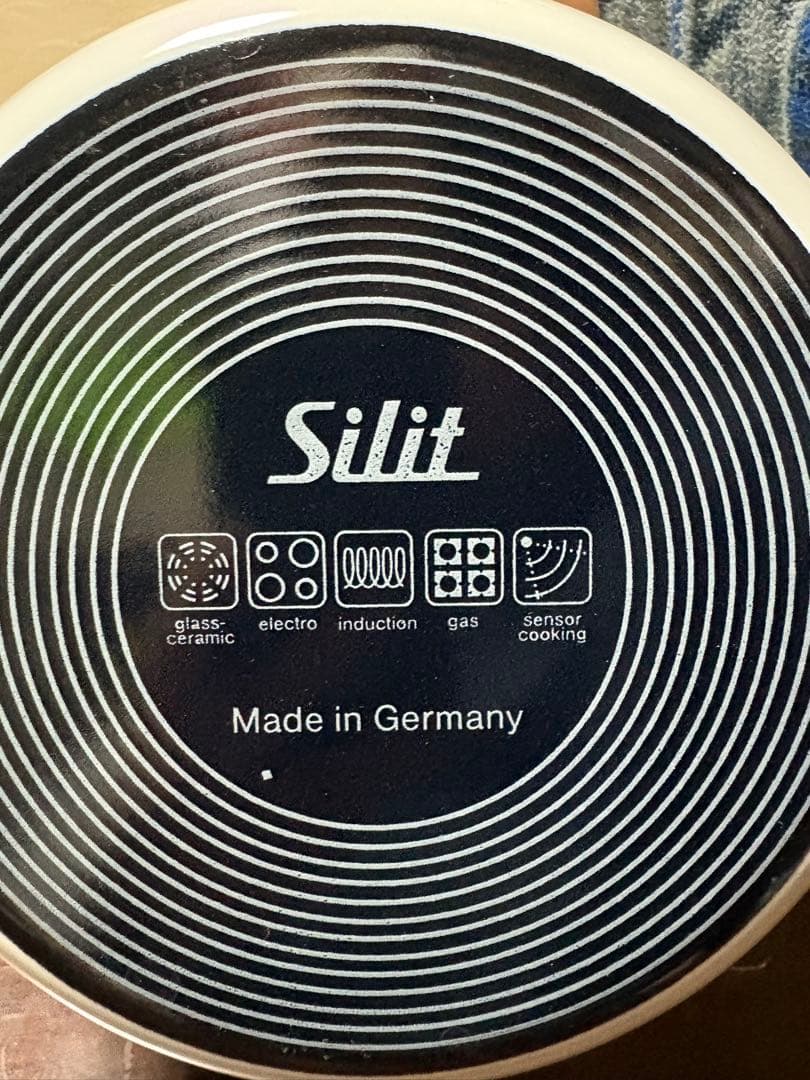 Silit
glass-
ceramic
electro
induction
gas
sensor
cooking
Made in Germany